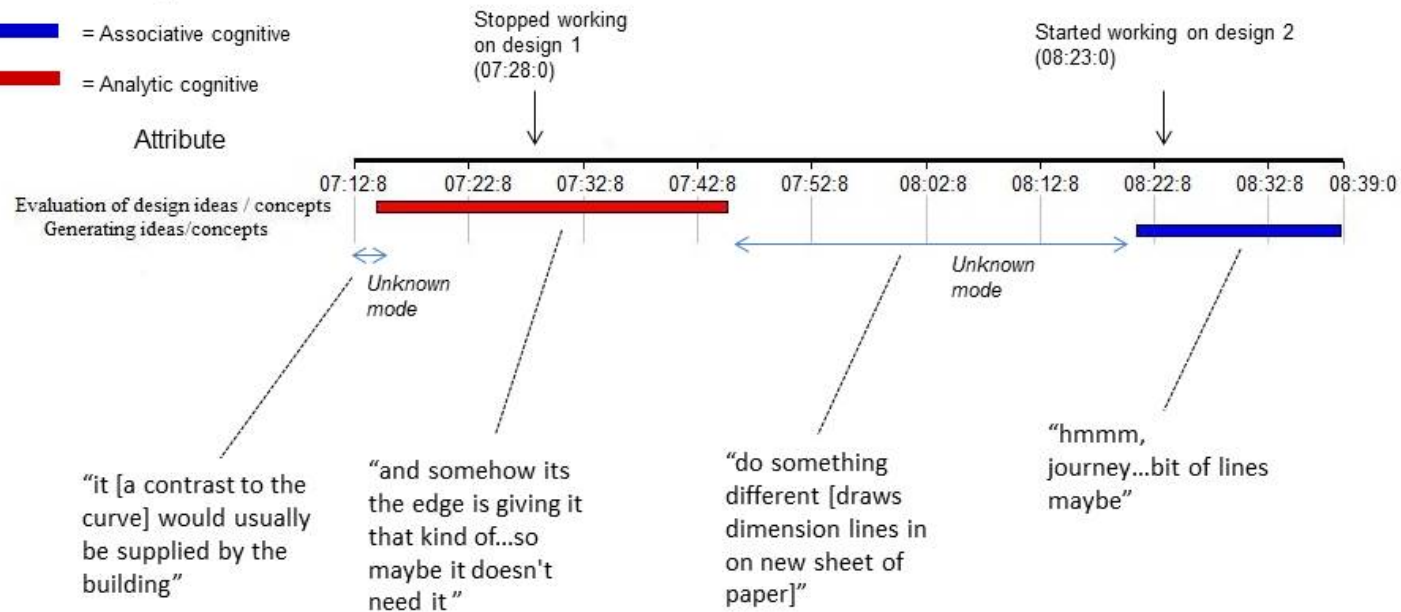 = Associative cognitive
= Analytic cognitive
Stopped working
on design 1
(07:28:0)
Started working on design 2
(08:23:0)
Attribute
07:12:8 07:22:8 07:32:8 07:42:8 07:52:8 08:02:8 08:12:8 08:22:8 08:32:8 08:39:0
Evaluation of design ideas / concepts
Generating ideas/concepts
Unknown
mode
Unknown
mode
“it [a contrast to the
curve] would usually
be supplied by the
building”
“and somehow its
the edge is giving it
that kind of...so
maybe it doesn't
need it”
“do something
different [draws
dimension lines in
on new sheet of
paper]”
“hmmm,
journey...bit of lines
maybe”